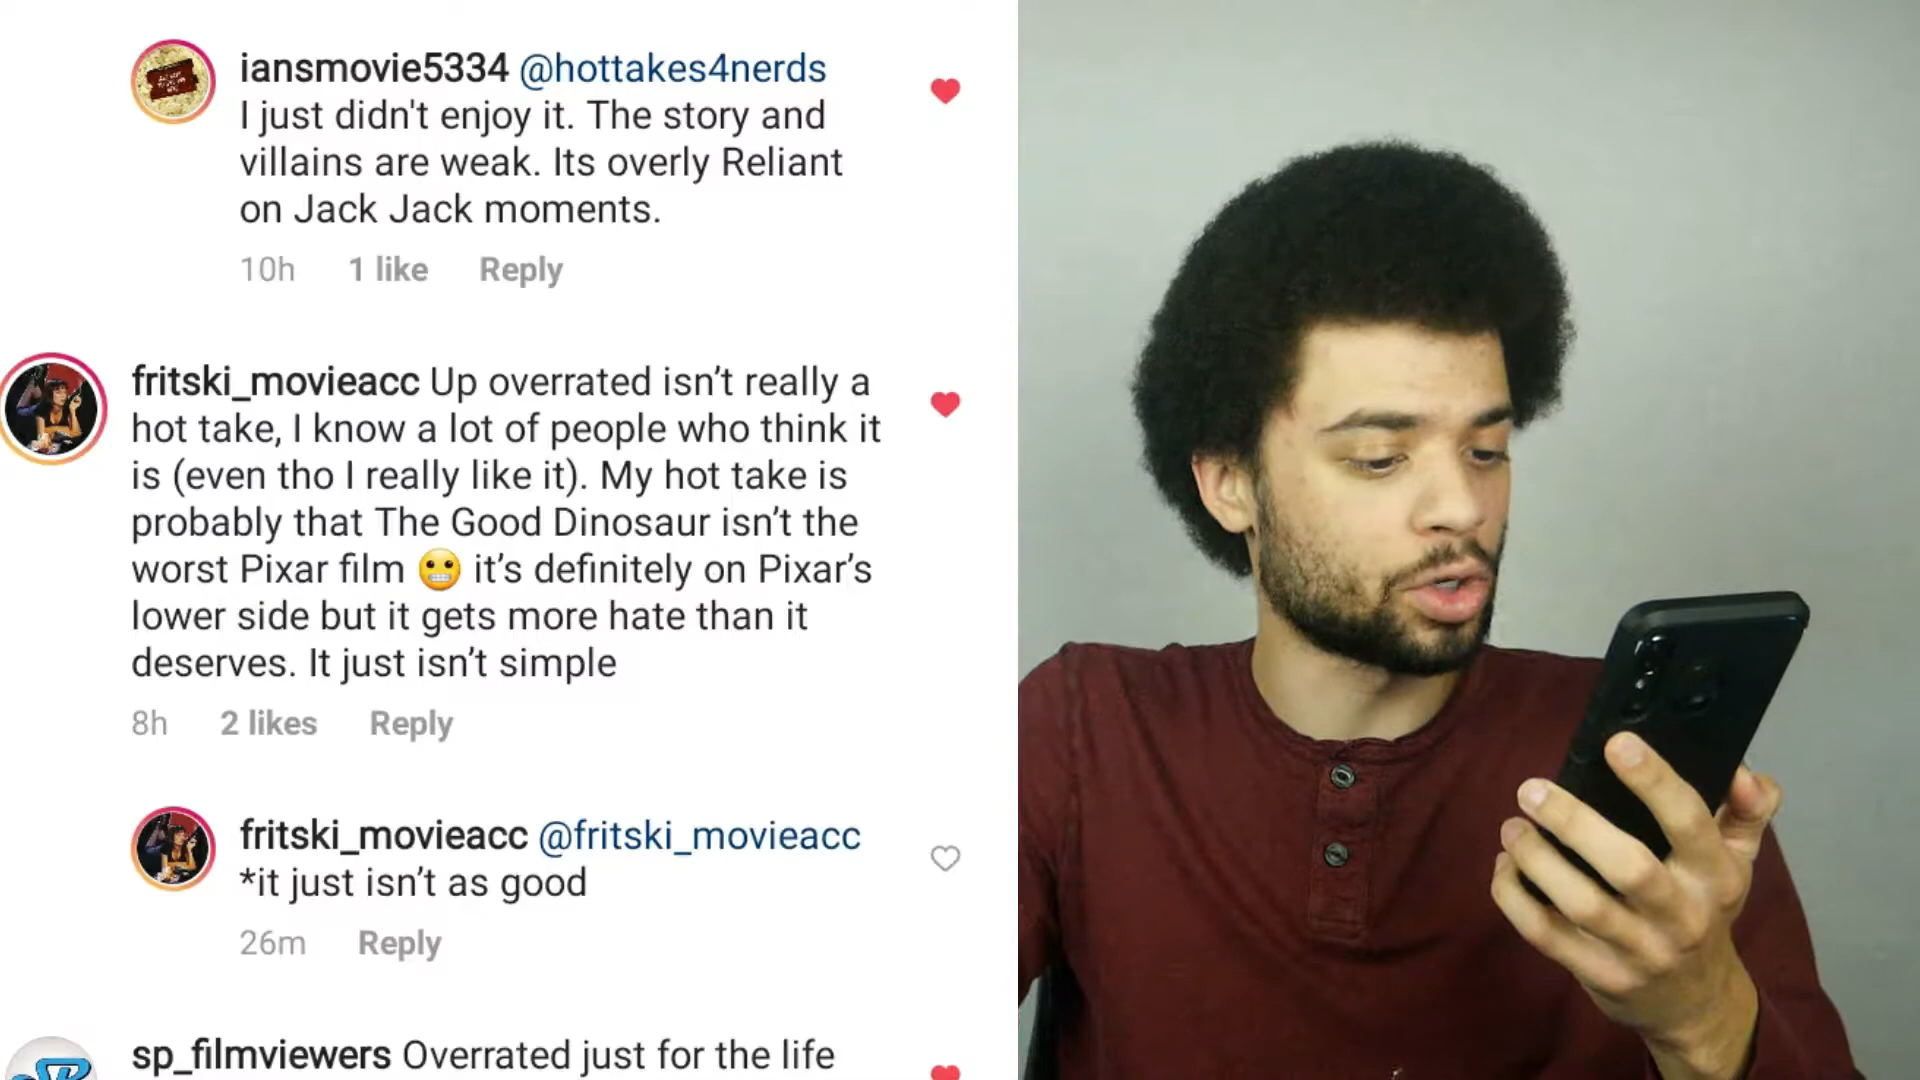 iansmovie5334 @hottakes4nerds
I just didn't enjoy it. The story and
villains are weak. Its overly Reliant
on Jack Jack moments.
10h 1 like Reply
fritski_movieacc Up overrated isn't really a
hot take, I know a lot of people who think it
is (even tho I really like it). My hot take is
probably that The Good Dinosaur isn't the
worst Pixar film 😬 it's definitely on Pixar's
lower side but it gets more hate than it
deserves. It just isn't simple
8h 2 likes Reply
fritski_movieacc @fritski_movieacc
*it just isn't as good
26m Reply
sp_filmviewers Overrated just for the life